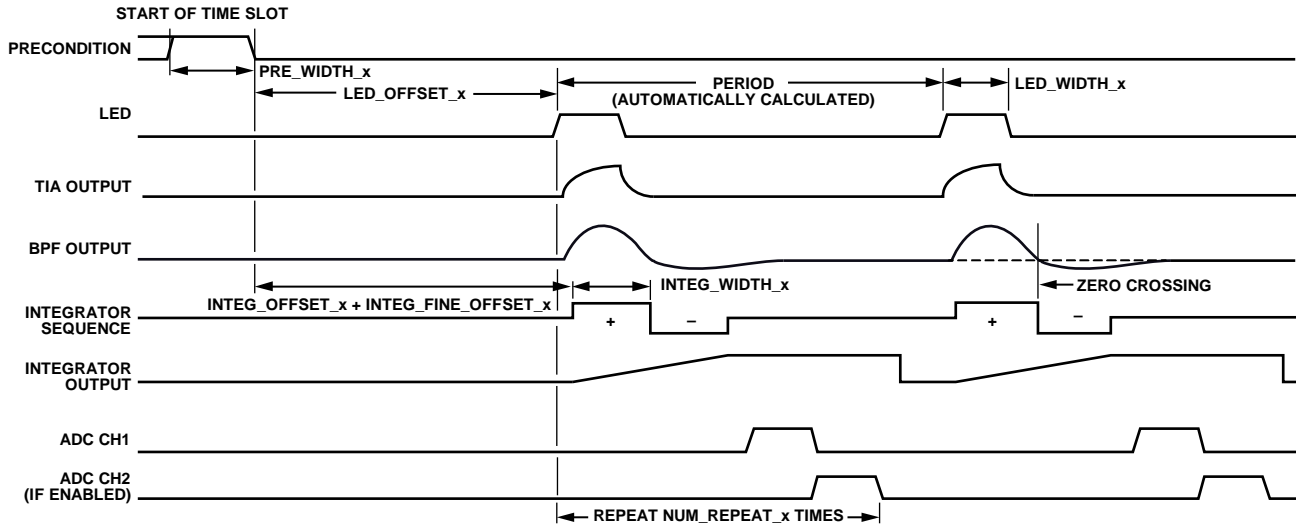 START OF TIME SLOT
PRECONDITION
PRE_WIDTH_x
LED_OFFSET_x
PERIOD
(AUTOMATICALLY CALCULATED)
LED_WIDTH_x
LED
TIA OUTPUT
BPF OUTPUT
INTEG_OFFSET_x + INTEG_FINE_OFFSET_x
INTEG_WIDTH_x
ZERO CROSSING
INTEGRATOR
SEQUENCE
+
–
+
–
INTEGRATOR
OUTPUT
ADC CH1
ADC CH2
(IF ENABLED)
REPEAT NUM_REPEAT_x TIMES